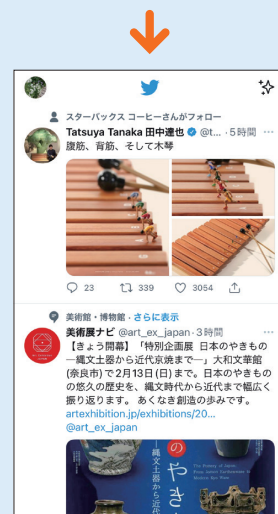 スターバックス コーヒーさんがフォロー
Tatsuya Tanaka 田中達也 @t... · 5時間
腹筋、背筋、そして木琴
23 339 3054
美術館・博物館 · さらに表示
美術展ナビ @art_ex_japan · 3時間
【きょう開幕】「特別企画展 日本のやきもの
―縄文土器から近代京焼まで―」大和文華館
(奈良市)で2月13日(日)まで。日本のやきもの
の悠久の歴史を、縄文時代から近代まで幅広く
振り返ります。 あくなき創造の歩みです。
artexhibition.jp/exhibitions/20...
@art_ex_japan
のやき
―縄文土器から近代